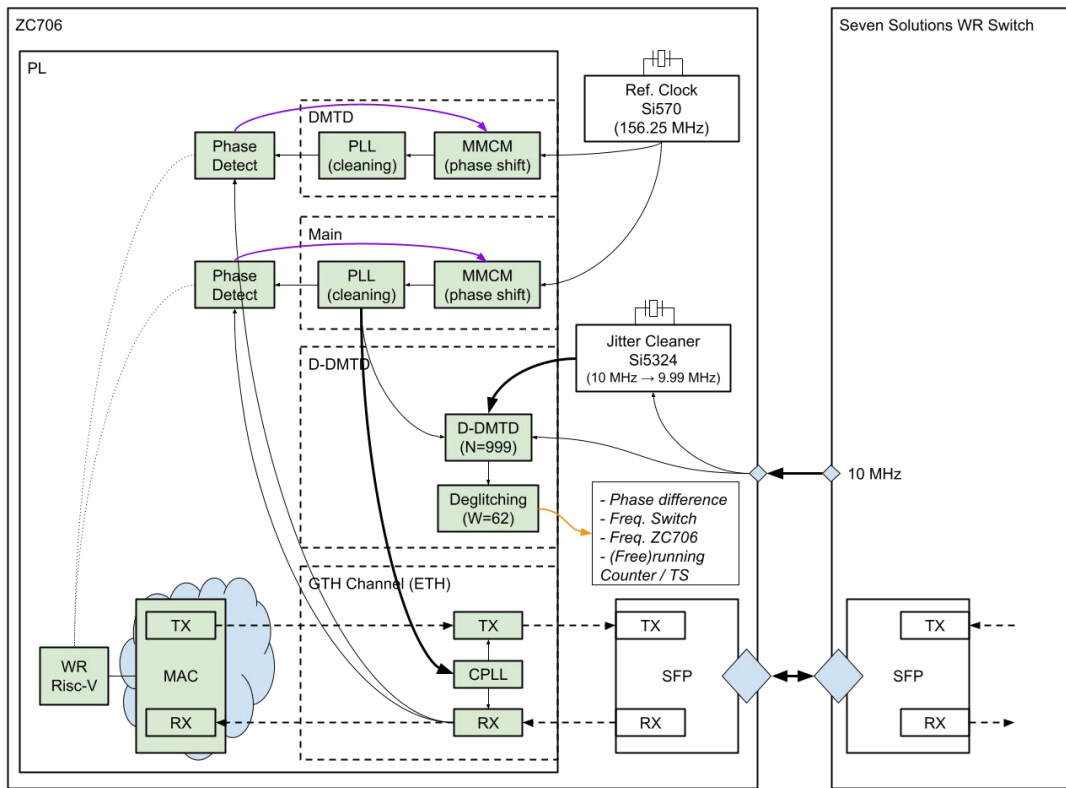 ZC706
Seven Solutions WR Switch
PL
Ref. Clock
Si570
(156.25 MHz)
DMTD
Phase
Detect
PLL
(cleaning)
MMCM
(phase shift)
Main
Phase
Detect
PLL
(cleaning)
MMCM
(phase shift)
Jitter Cleaner
Si5324
(10 MHz → 9.99 MHz)
D-DMTD
D-DMTD
(N=999)
10 MHz
Deglitching
(W=62)
- Phase difference
- Freq. Switch
- Freq. ZC706
- (Free)running
Counter / TS
GTH Channel (ETH)
TX
TX
TX
TX
WR
Risc-V
MAC
CPLL
SFP
SFP
RX
RX
RX
RX